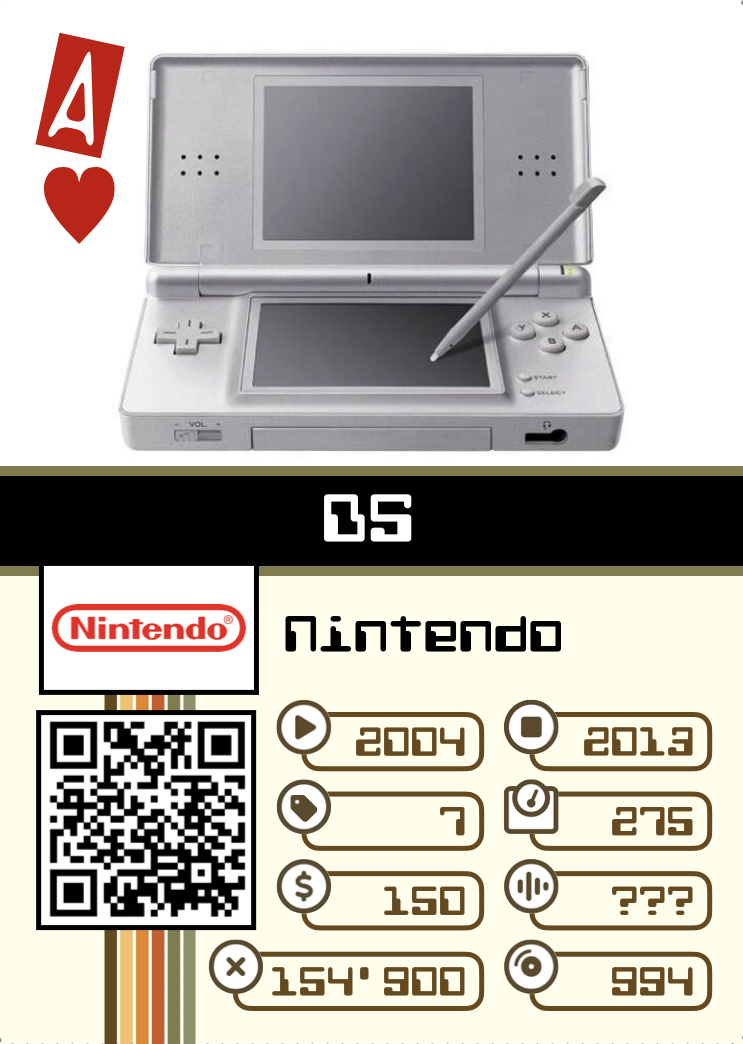 A
VOL.
X
Y
A
B
START
SELECT
DS
Nintendo®
Nintendo
2004
2013
7
275
150
???
154'900
994